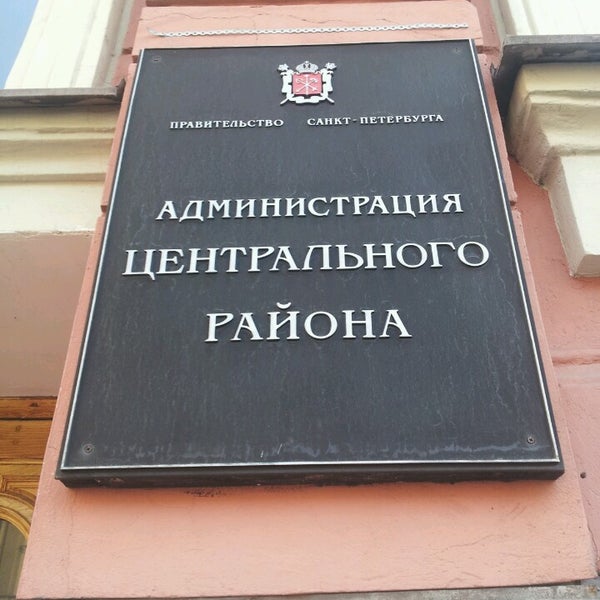 ПРАВИТЕЛЬСТВО САНКТ-ПЕТЕРБУРГА
АДМИНИСТРАЦИЯ
ЦЕНТРАЛЬНОГО
РАЙОНА